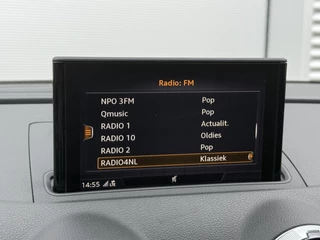 Radio: FM
NPO 3FM Pop
Qmusic Pop
RADIO 1 Actualit.
RADIO 10 Oldies
RADIO 2 Pop
RADIO4NL Klassiek
14:55